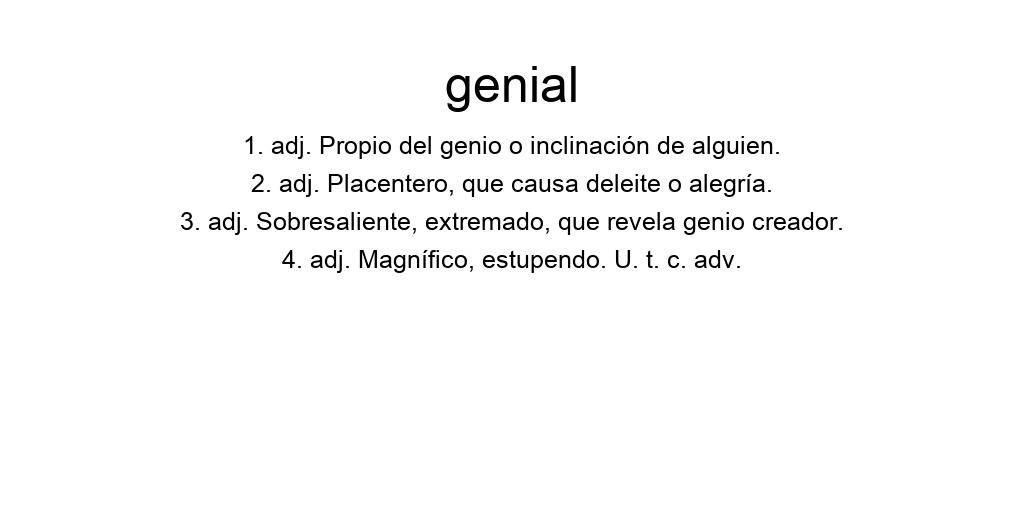 genial
1. adj. Propio del genio o inclinación de alguien.
2. adj. Placentero, que causa deleite o alegría.
3. adj. Sobresaliente, extremado, que revela genio creador.
4. adj. Magnífico, estupendo. U. t. c. adv.